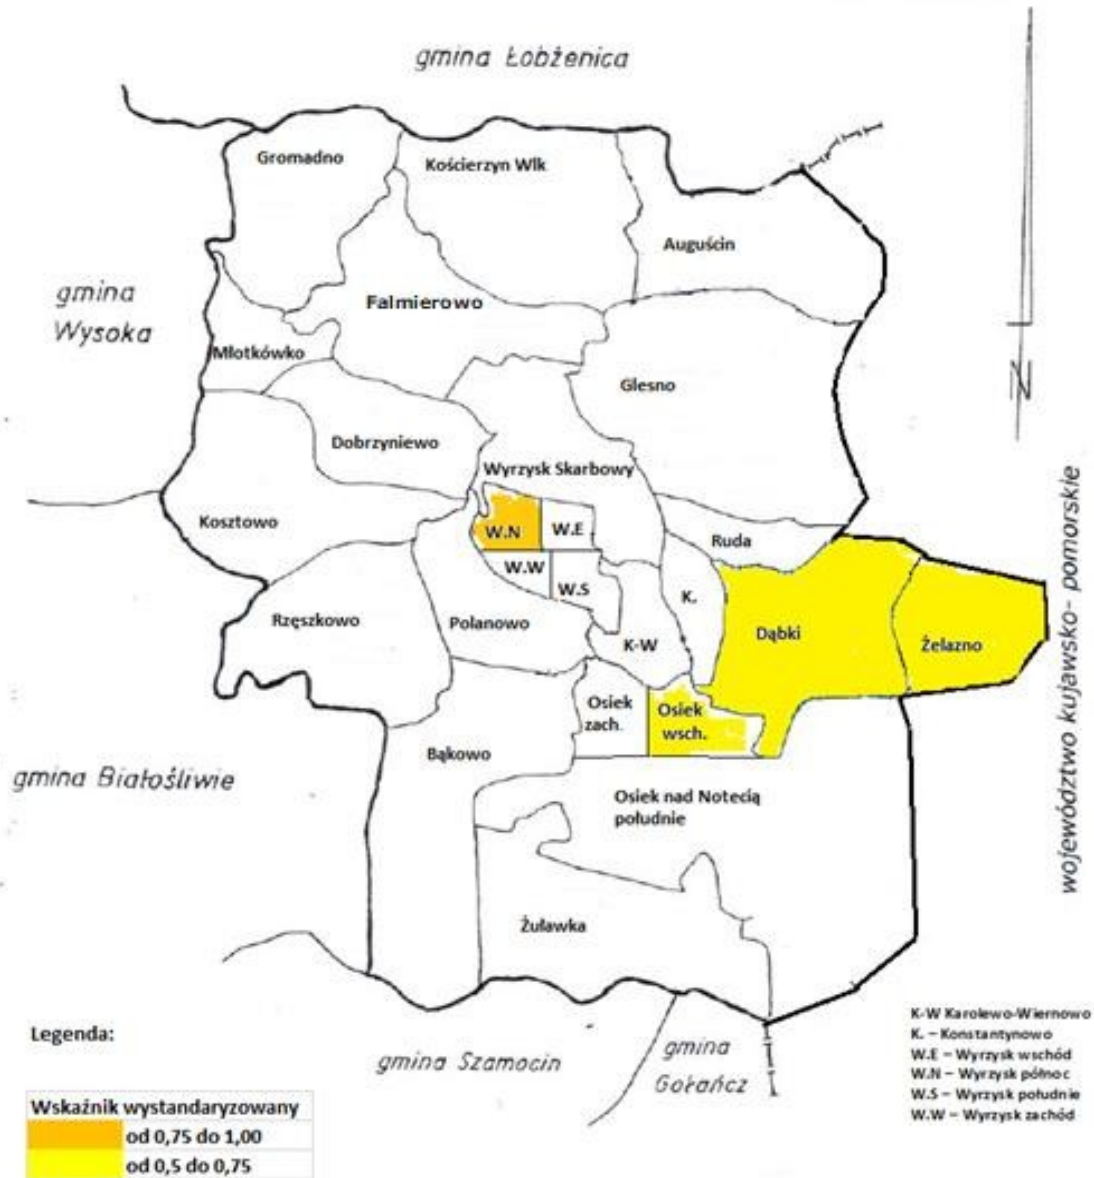 gmina Łobżenica
Gromadno
Kościerzyn Wlk
Auguścin
gmina
Wysoka
Falmierowo
Młotkówko
Glesno
Dobrzyniewo
Wyrzysk Skarbowy
Kosztowo
W.N
W.E
Ruda
W.W
W.S
K.
Rzęszkowo
Polanowo
K-W
Dąbki
Żelazno
Osiek
zach.
Osiek
wsch.
Bąkowo
gmina Białośliwie
Osiek nad Notecią
południe
województwo kujawsko- pomorskie
N
Żuławka
Legenda:
gmina Szamocin
gmina
Gołańcz
K-W Karolewo-Wiernowo
K. – Konstantynowo
W.E – Wyrzysk wschód
W.N – Wyrzysk północ
W.S – Wyrzysk południe
W.W – Wyrzysk zachód
Wskaźnik wystandaryzowany
od 0,75 do 1,00
od 0,5 do 0,75